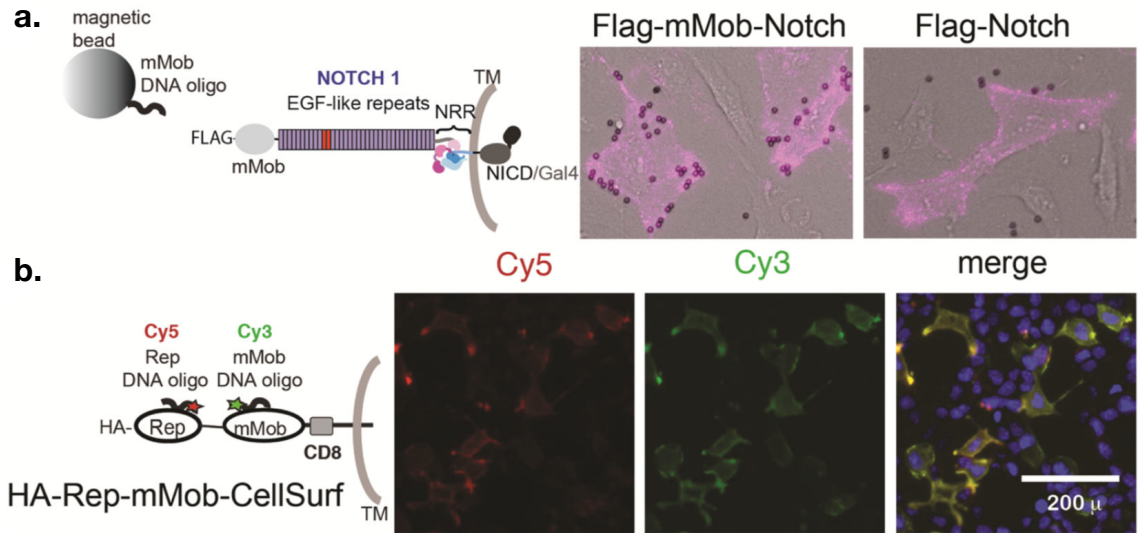 a.
magnetic
bead
mMob
DNA oligo
NOTCH 1
EGF-like repeats
NRR
TM
FLAG
mMob
NICD/Gal4
Flag-mMob-Notch
Flag-Notch
b.
Cy5
Cy3
merge
Cy5
Cy3
Rep
mMob
DNA oligo
DNA oligo
HA-
Rep
mMob
CD8
HA-Rep-mMob-CellSurf
TM
200 μ